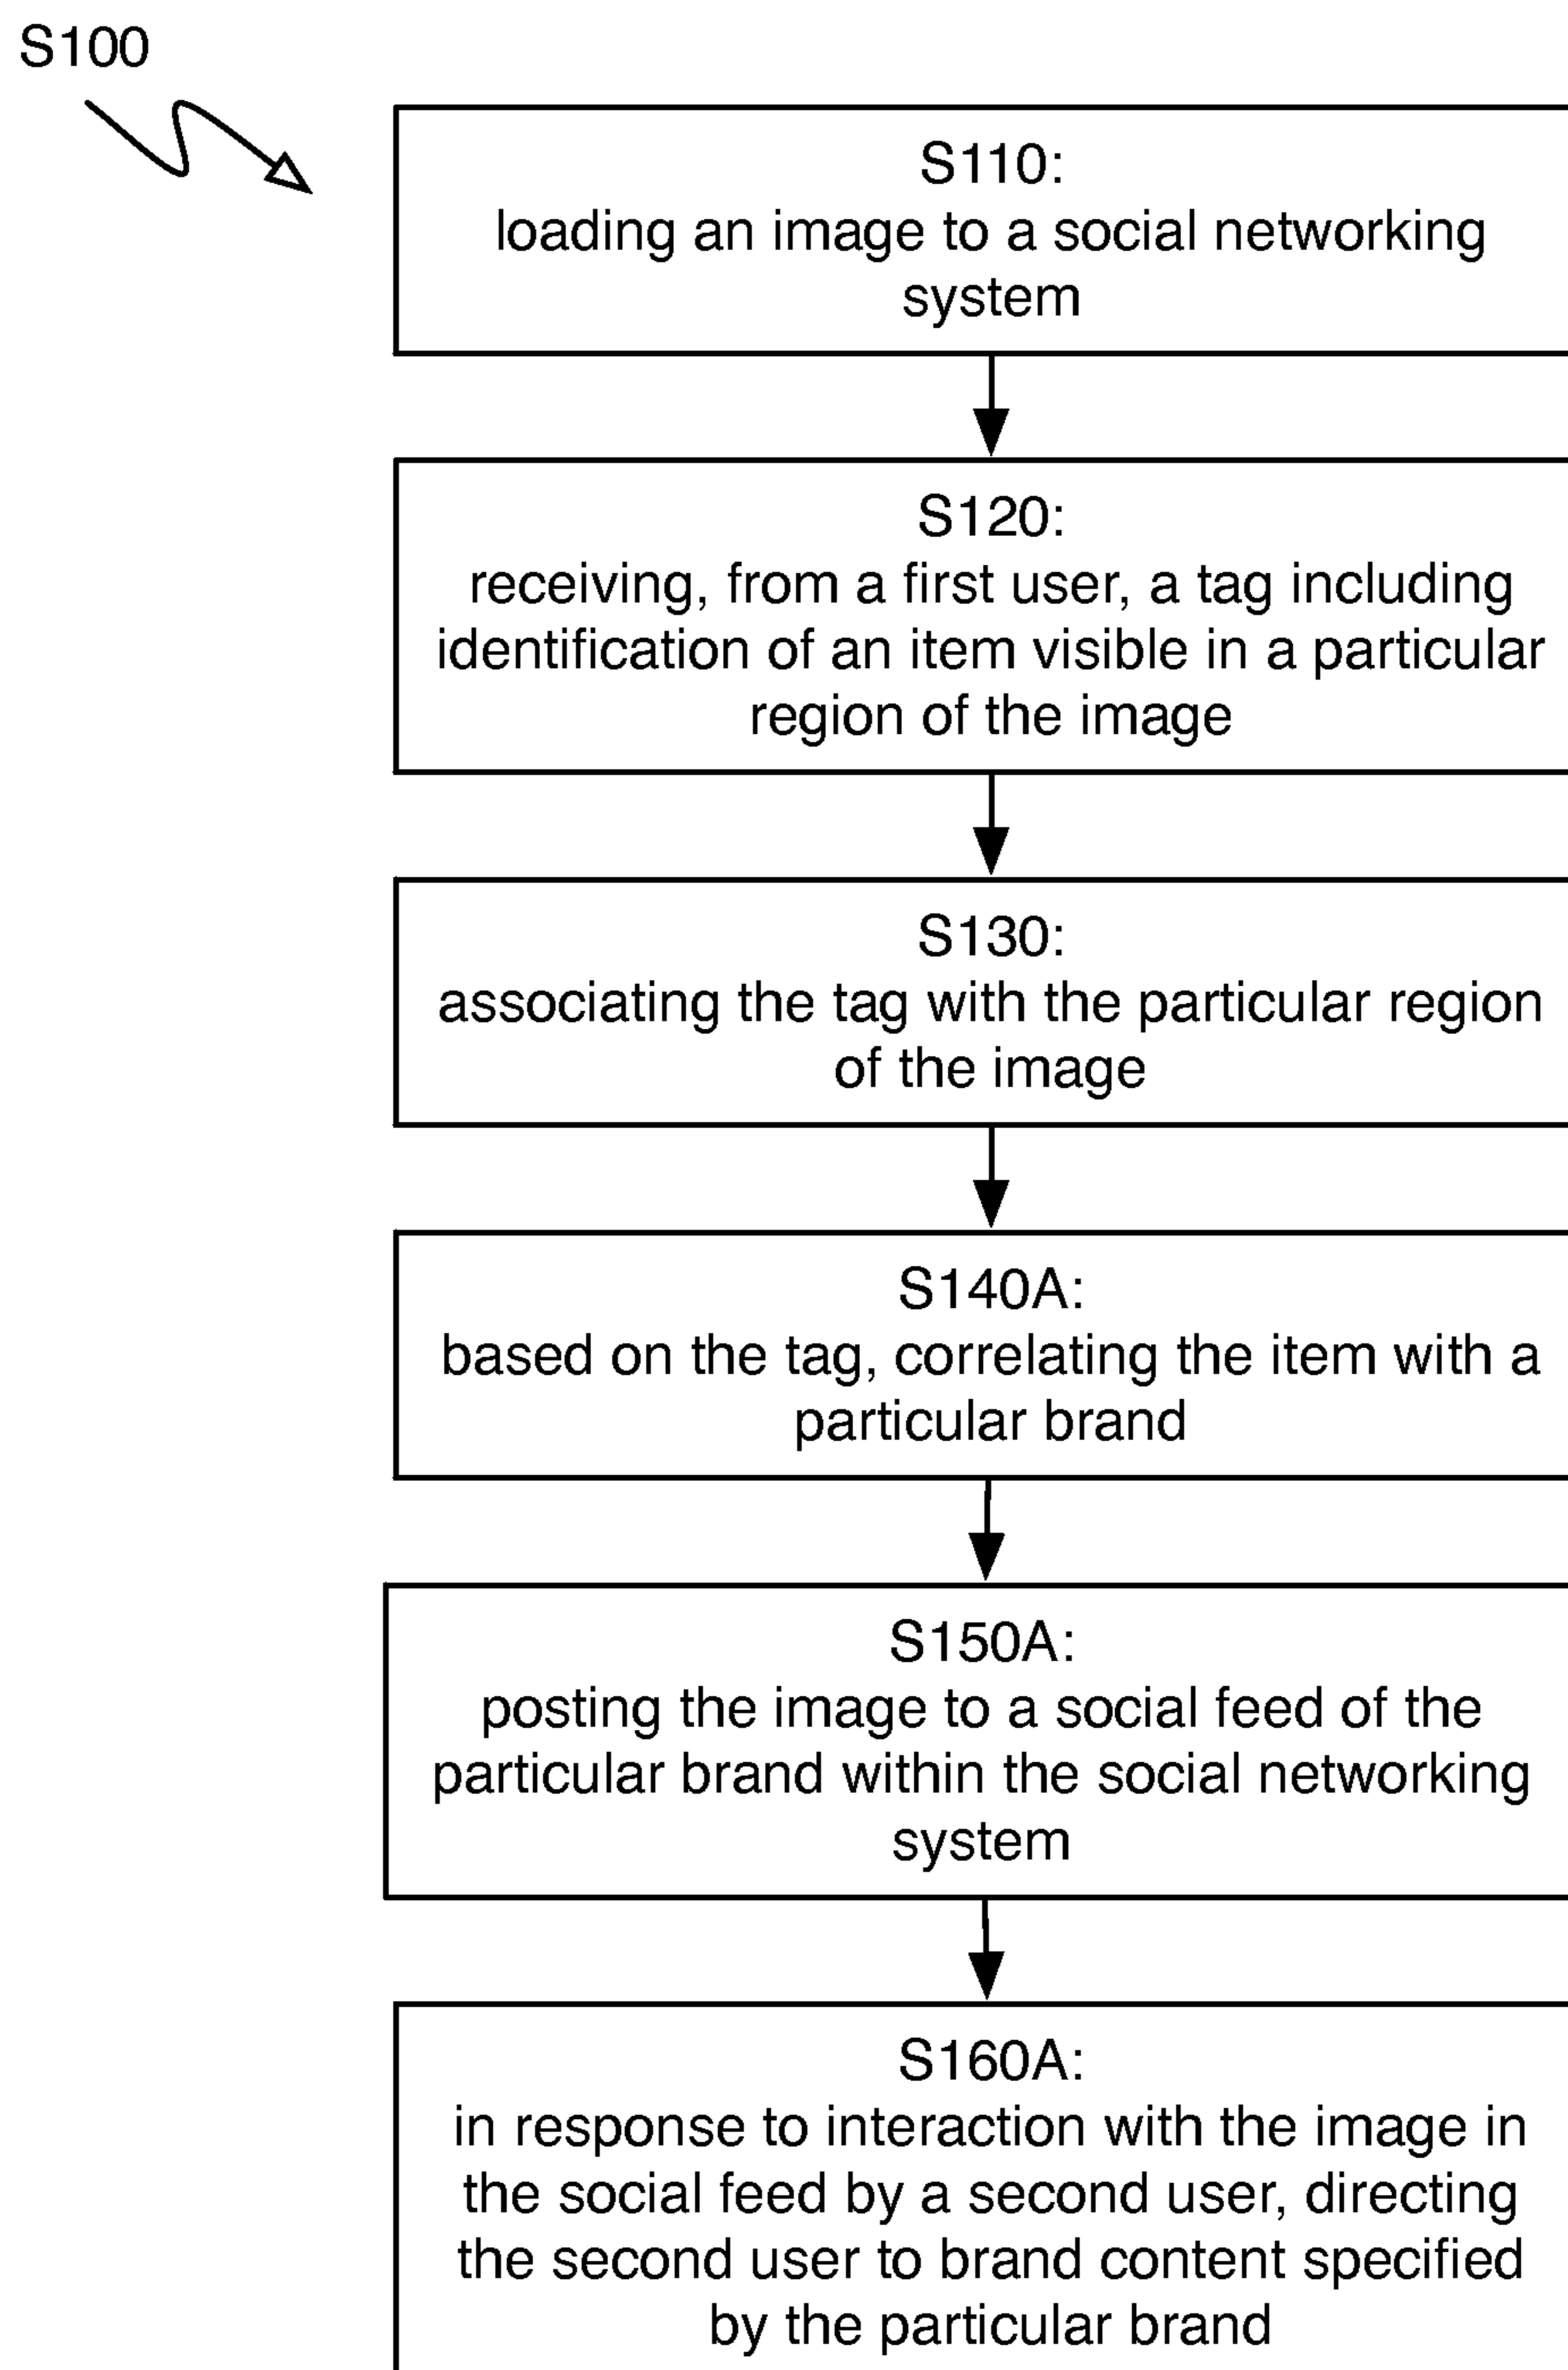 S100
S110:
loading an image to a social networking
system
S120:
receiving, from a first user, a tag including
identification of an item visible in a particular
region of the image
S130:
associating the tag with the particular region
of the image
S140A:
based on the tag, correlating the item with a
particular brand
S150A:
posting the image to a social feed of the
particular brand within the social networking
system
S160A:
in response to interaction with the image in
the social feed by a second user, directing
the second user to brand content specified
by the particular brand